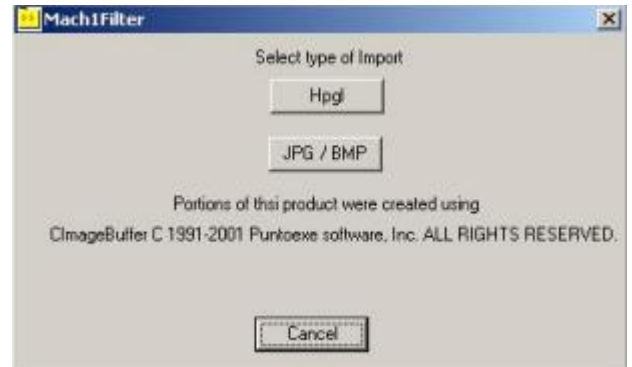 Mach1Filter
Select type of Import
Hpgl
JPG / BMP
Portions of thsi product were created using
CImageButter C 1991-2001 Puntoexe software, Inc. ALL RIGHTS RESERVED.
Cancel